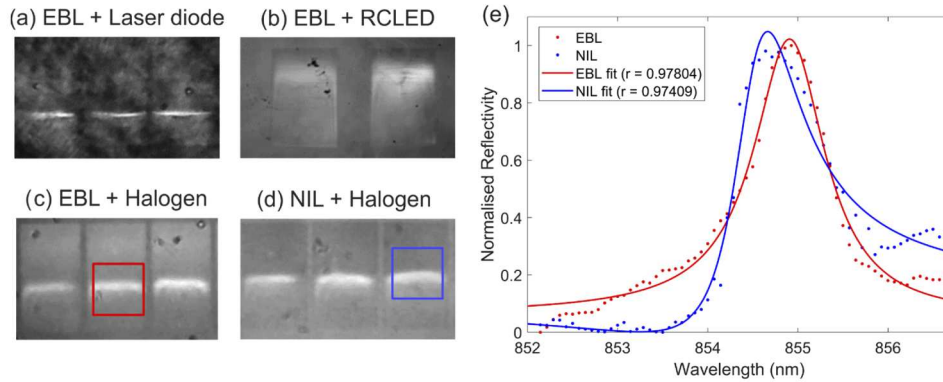 (a) EBL + Laser diode
(b) EBL + RCLED
(c) EBL + Halogen
(d) NIL + Halogen
(e)
EBL
NIL
EBL fit (r = 0.97804)
NIL fit (r = 0.97409)
Normalised Reflectivity
1
0.8
0.6
0.4
0.2
0
852
853
854
855
856
Wavelength (nm)